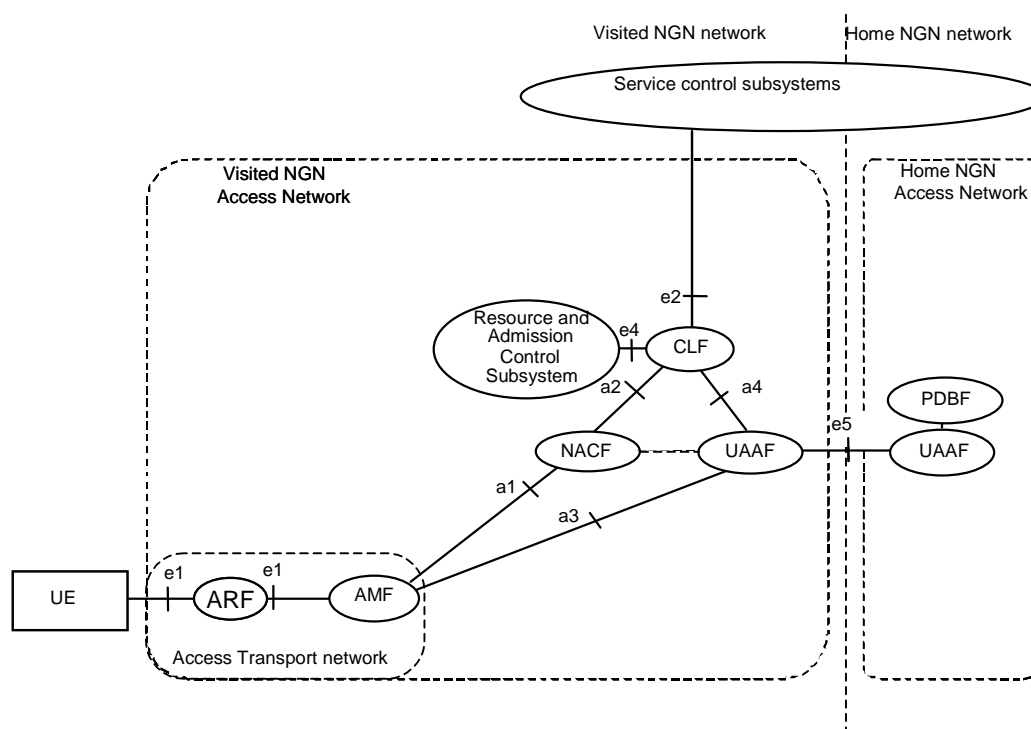 Visited NGN network
Home NGN network
Service control subsystems
Visited NGN
Access Network
Home NGN
Access Network
e2
Resource and
Admission
Control
Subsystem
e4
CLF
a2
a4
PDBF
e5
NACF
UAAF
UAAF
a1
a3
e1
e1
UE
ARF
AMF
Access Transport network